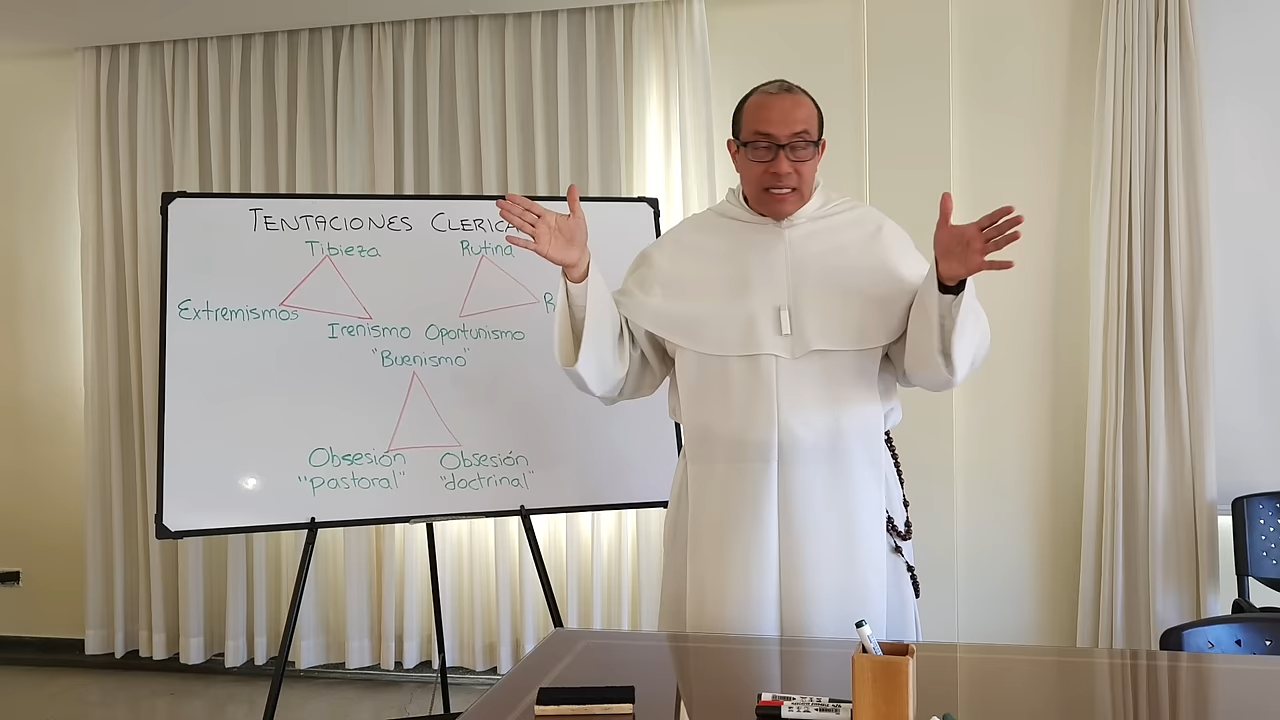 TENTACIONES CLERICA
Tibieza Rutina
Extremismos R
Irenismo Oportunismo
"Buenismo"
Obsesión Obsesión
"pastoral" "doctrinal"